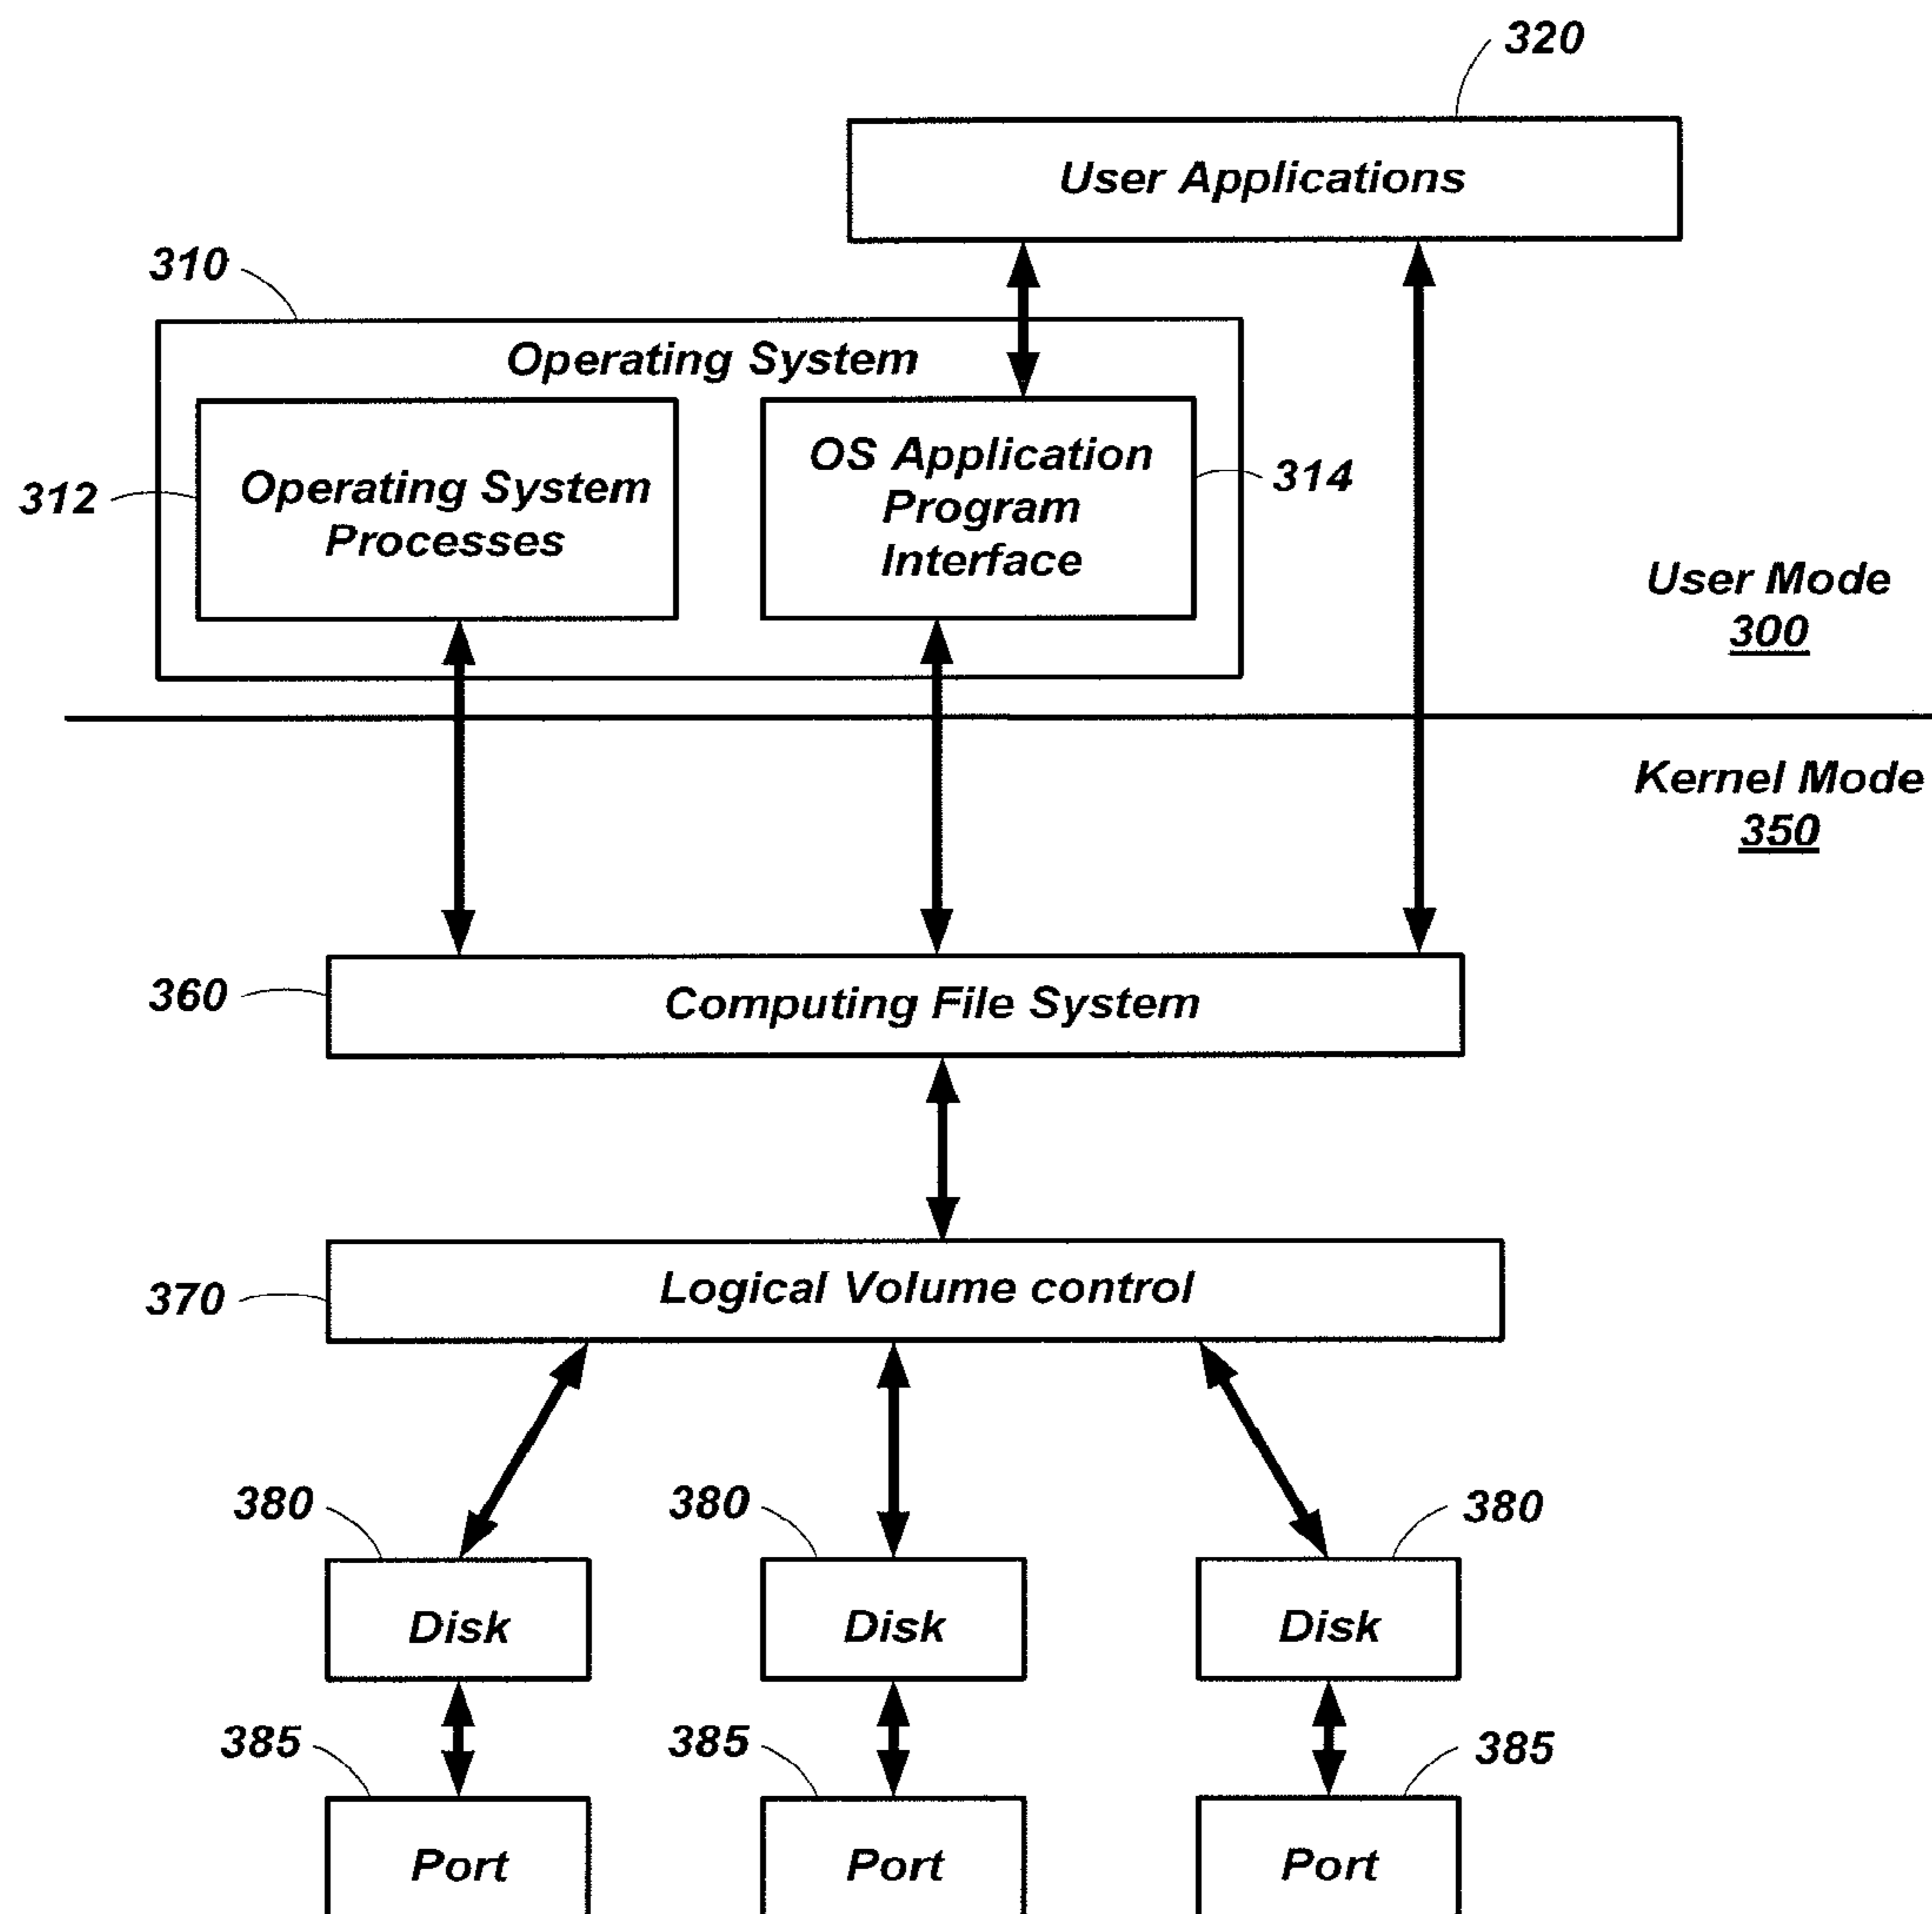 320
User Applications
310
Operating System
312
Operating System
Processes
OS Application
Program
Interface
314
User Mode
300
Kernel Mode
350
360
Computing File System
370
Logical Volume control
380
380
380
Disk
Disk
Disk
385
385
385
Port
Port
Port